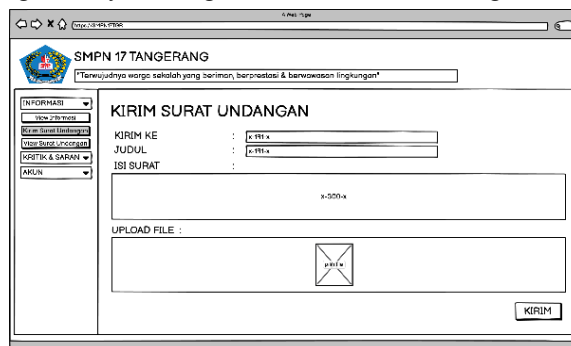 A Web Page
SMPN 17 TANGERANG
"Terwujudnya warga sekolah yang beriman, berprestasi & berwawasan lingkungan"
INFORMASI
View Informasi
Kirim Surat Undangan
View Surat Undangan
KRITIK & SARAN
AKUN
KIRIM SURAT UNDANGAN
KIRIM KE :
JUDUL :
ISI SURAT :
UPLOAD FILE :
KIRIM